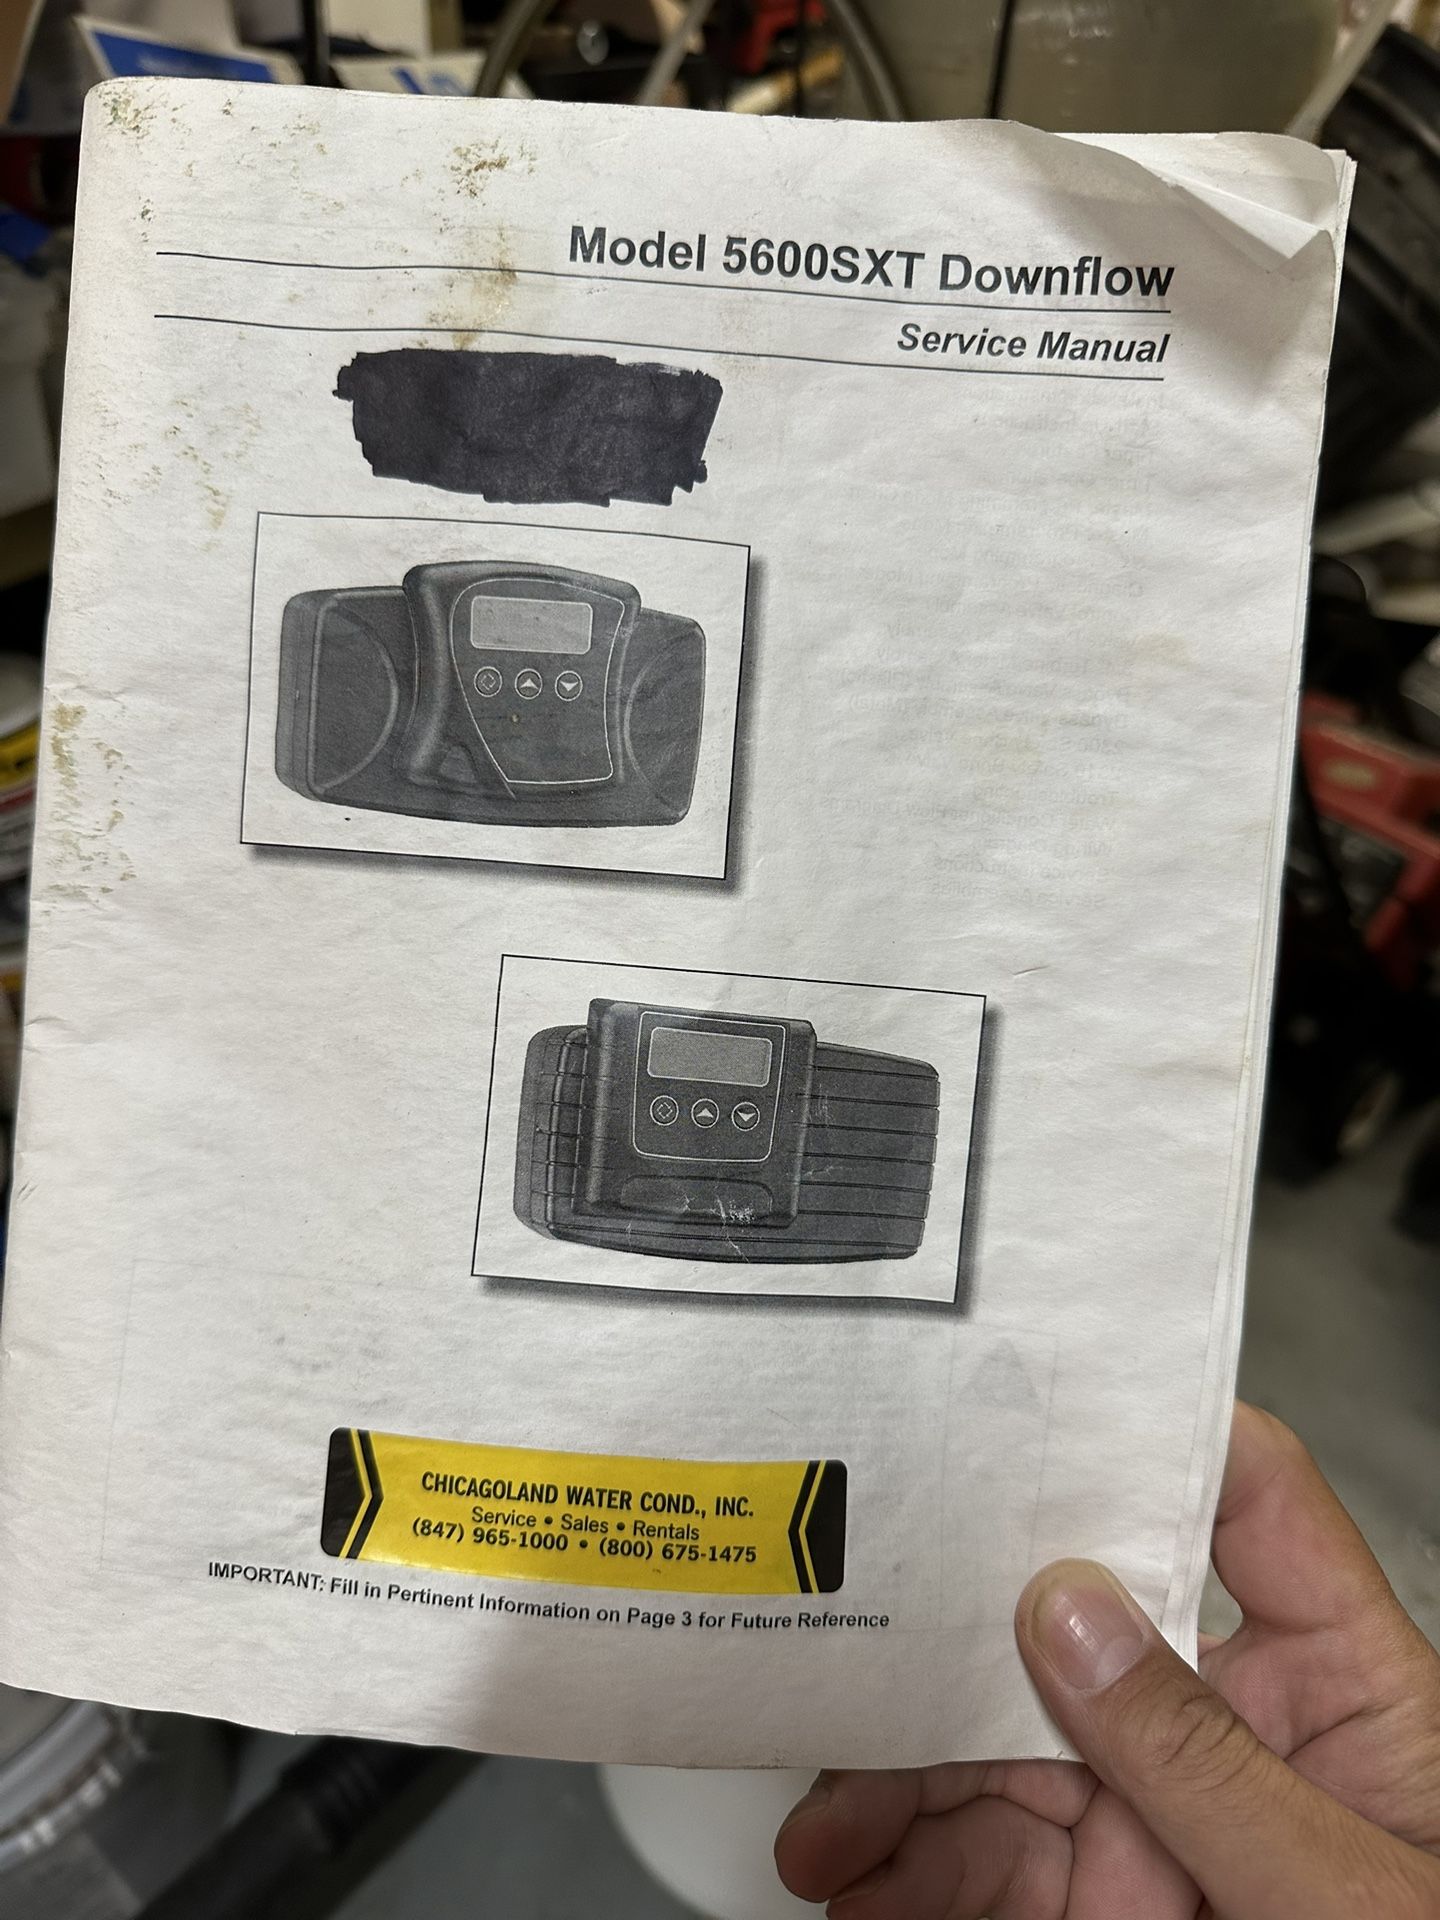 Model 5600SXT Downflow
Service Manual
CHICAGOLAND WATER COND., INC.
Service • Sales • Rentals
(847) 965-1000 • (800) 675-1475
IMPORTANT: Fill in Pertinent Information on Page 3 for Future Reference